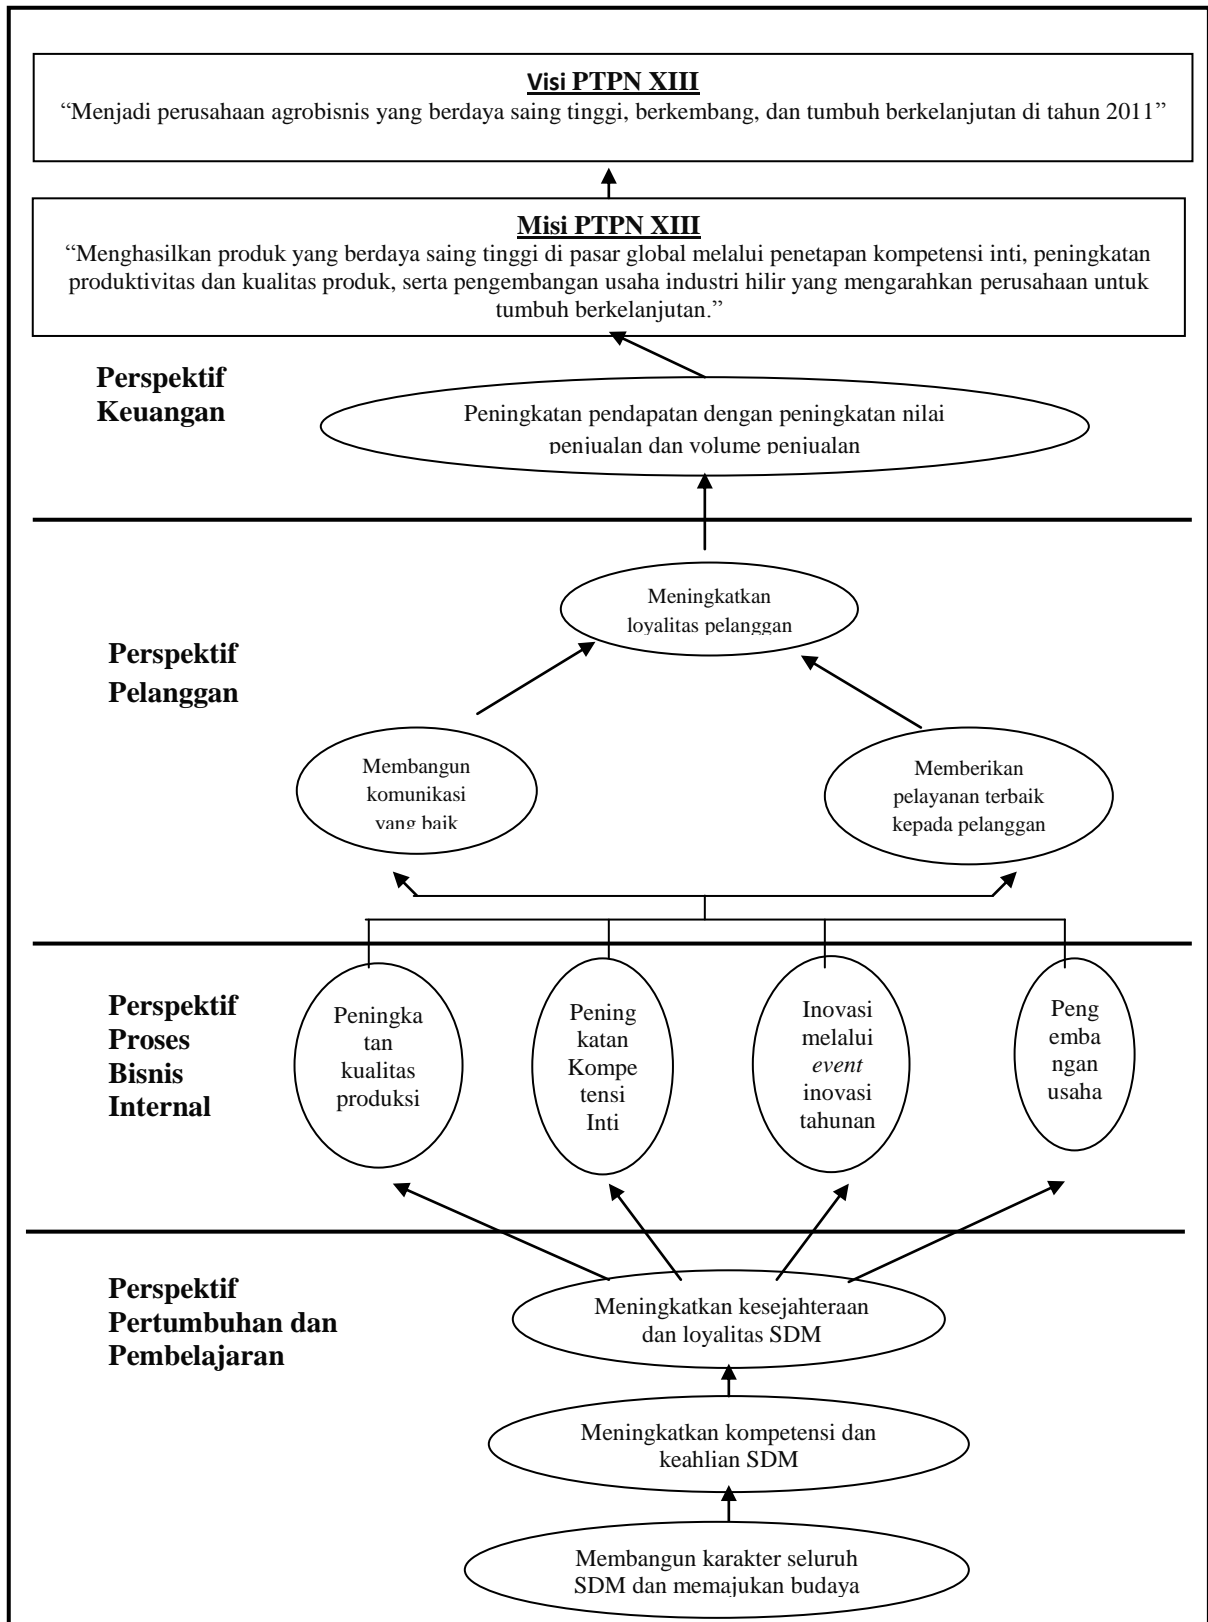 Visi PTPN XIII
“Menjadi perusahaan agrobisnis yang berdaya saing tinggi, berkembang, dan tumbuh berkelanjutan di tahun 2011”
Misi PTPN XIII
“Menghasilkan produk yang berdaya saing tinggi di pasar global melalui penetapan kompetensi inti, peningkatan
produktivitas dan kualitas produk, serta pengembangan usaha industri hilir yang mengarahkan perusahaan untuk
tumbuh berkelanjutan.”
Perspektif
Keuangan
Peningkatan pendapatan dengan peningkatan nilai
penjualan dan volume penjualan
Perspektif
Pelanggan
Meningkatkan
loyalitas pelanggan
Membangun
komunikasi
yang baik
Memberikan
pelayanan terbaik
kepada pelanggan
Perspektif
Proses
Bisnis
Internal
Peningka
tan
kualitas
produksi
Pening
katan
Kompe
tensi
Inti
Inovasi
melalui
event
inovasi
tahunan
Peng
emba
ngan
usaha
Perspektif
Pertumbuhan dan
Pembelajaran
Meningkatkan kesejahteraan
dan loyalitas SDM
Meningkatkan kompetensi dan
keahlian SDM
Membangun karakter seluruh
SDM dan memajukan budaya